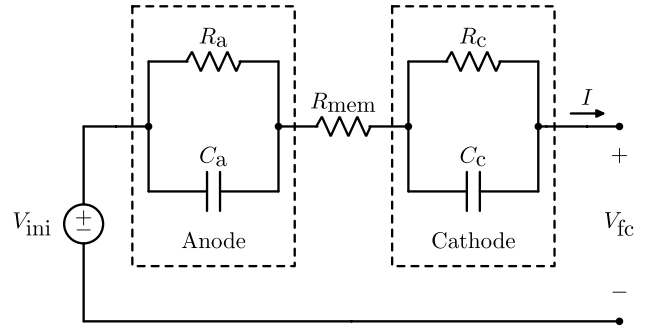 Ra
Rc
Rmem
I
Ca
Cc
+
Vini
+
−
Vfc
Anode
Cathode
−